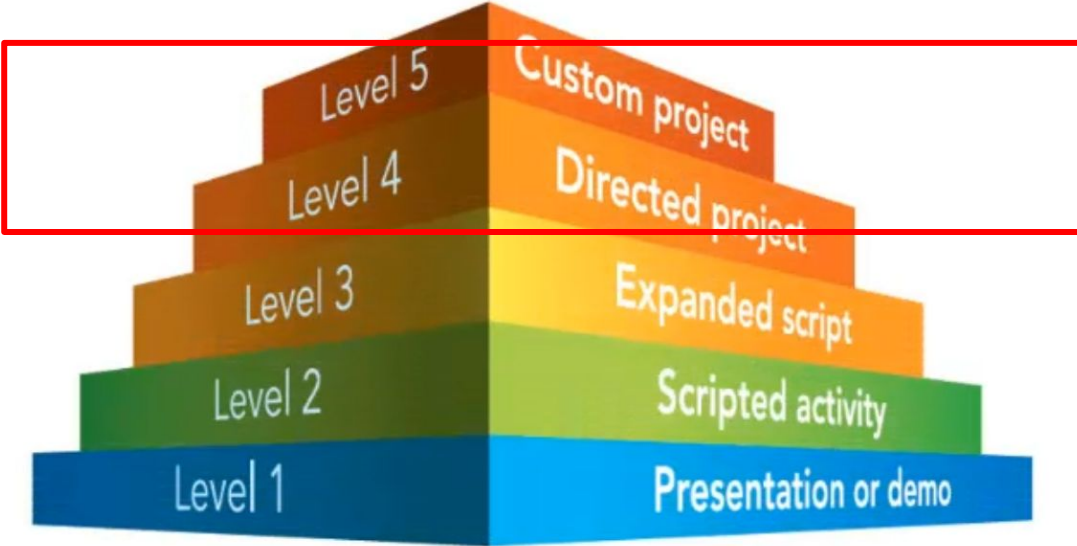 Level 5 Custom project
Level 4 Directed project
Level 3 Expanded script
Level 2 Scripted activity
Level 1 Presentation or demo